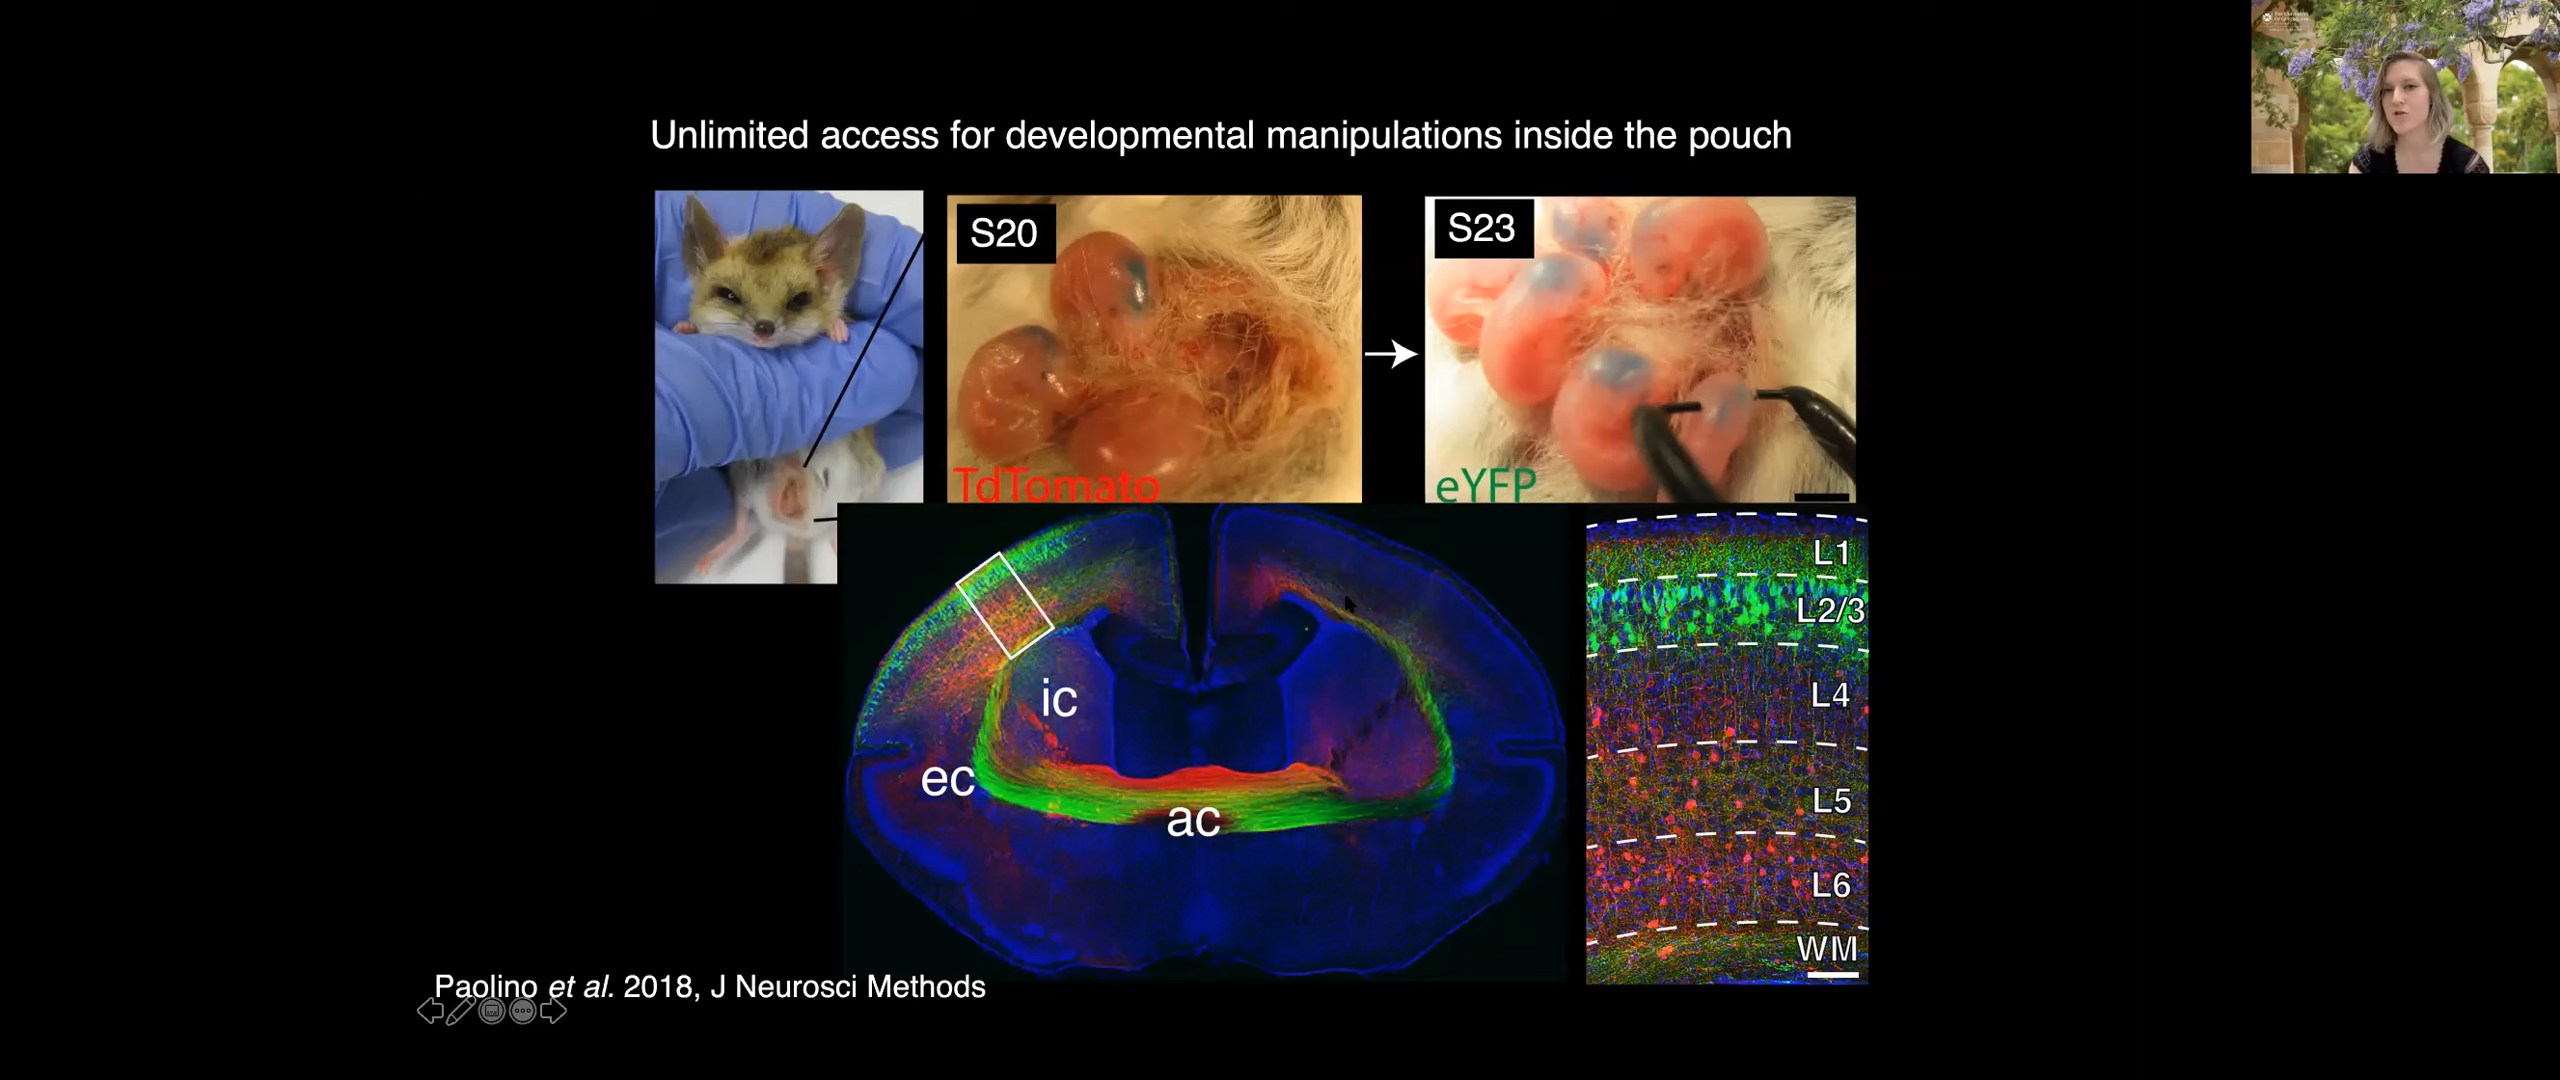 Unlimited access for developmental manipulations inside the pouch
S20
S23
TdTomato
eYFP
ic
ec
ac
L1
L2/3
L4
L5
L6
WM
Paolino et al. 2018, J Neurosci Methods